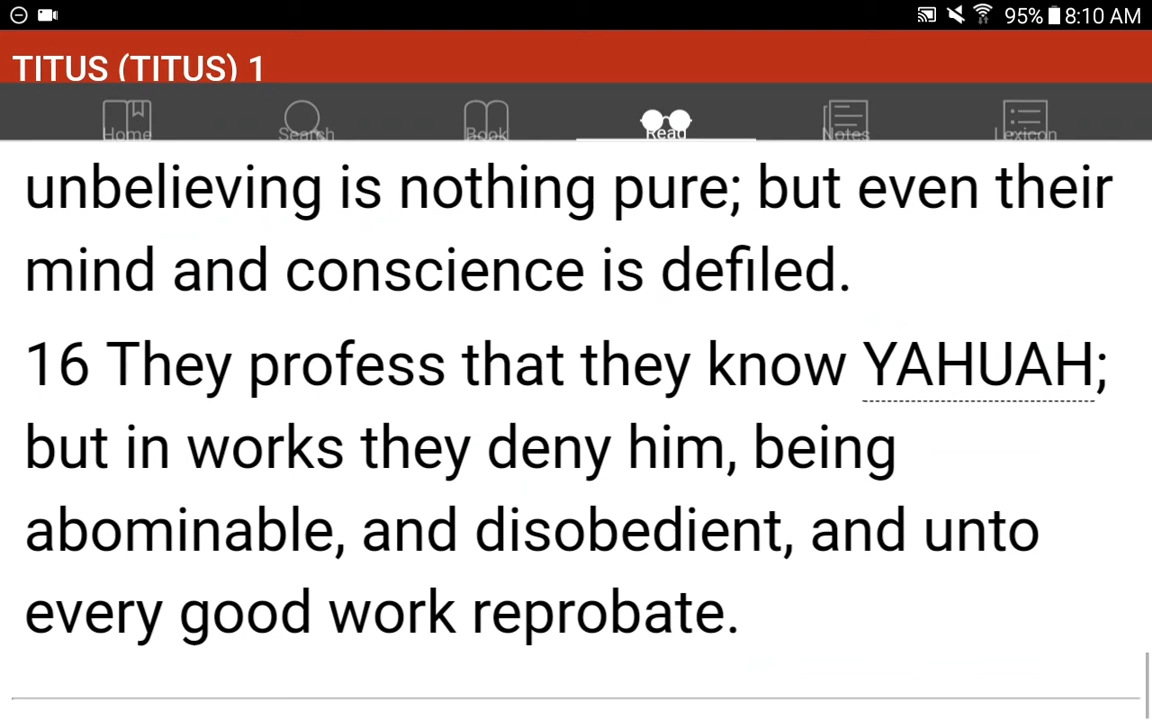 95% 8:10 AM
TITUS (TITUS) 1
Home Search Book Read Notes Lexicon
unbelieving is nothing pure; but even their
mind and conscience is defiled.
16 They profess that they know YAHUAH;
but in works they deny him, being
abominable, and disobedient, and unto
every good work reprobate.